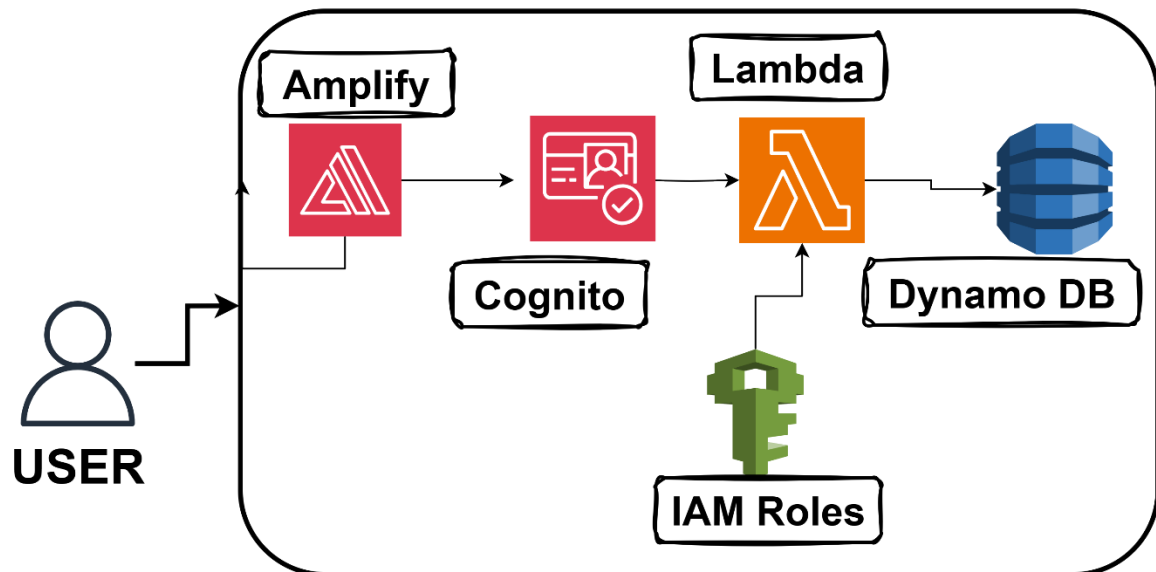 Amplify
Lambda
Cognito
Dynamo DB
USER
IAM Roles